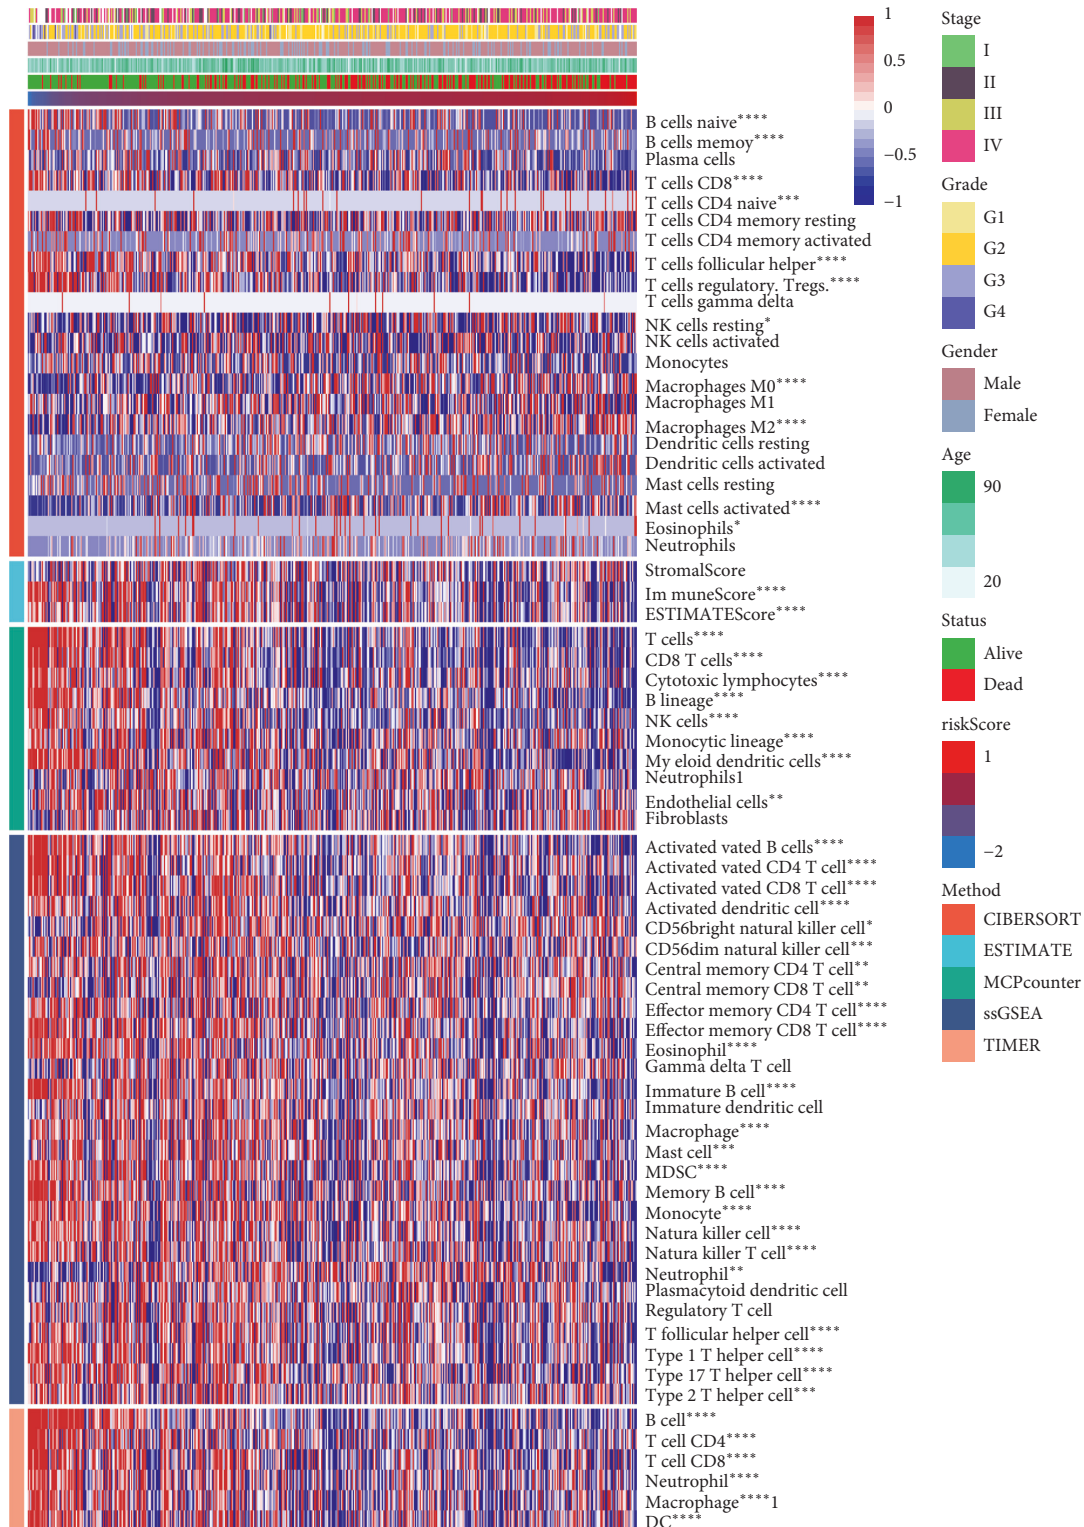 B cells naive****
B cells memoy****
Plasma cells
T cells CD8****
T cells CD4 naive***
T cells CD4 memory resting
T cells CD4 memory activated
T cells follicular helper****
T cells regulatory. Tregs.****
T cells gamma delta
NK cells resting*
NK cells activated
Monocytes
Macrophages M0****
Macrophages M1
Macrophages M2****
Dendritic cells resting
Dendritic cells activated
Mast cells resting
Mast cells activated****
Eosinophils*
Neutrophils
StromalScore
Im muneScore****
ESTIMATEScore****
T cells****
CD8 T cells****
Cytotoxic lymphocytes****
B lineage****
NK cells****
Monocytic lineage****
My eloid dendritic cells****
Neutrophils1
Endothelial cells**
Fibroblasts
Activated vated B cells****
Activated vated CD4 T cell****
Activated vated CD8 T cell****
Activated dendritic cell****
CD56bright natural killer cell*
CD56dim natural killer cell***
Central memory CD4 T cell**
Central memory CD8 T cell**
Effector memory CD4 T cell****
Effector memory CD8 T cell****
Eosinophil****
Gamma delta T cell
Immature B cell****
Immature dendritic cell
Macrophage****
Mast cell***
MDSC****
Memory B cell****
Monocyte****
Natura killer cell****
Natura killer T cell****
Neutrophil**
Plasmacytoid dendritic cell
Regulatory T cell
T follicular helper cell****
Type 1 T helper cell****
Type 17 T helper cell****
Type 2 T helper cell***
B cell****
T cell CD4****
T cell CD8****
Neutrophil****
Macrophage****1
DC****
1
0.5
0
−0.5
−1
Stage
I
II
III
IV
Grade
G1
G2
G3
G4
Gender
Male
Female
Age
90
20
Status
Alive
Dead
riskScore
1
−2
Method
CIBERSORT
ESTIMATE
MCPcounter
ssGSEA
TIMER